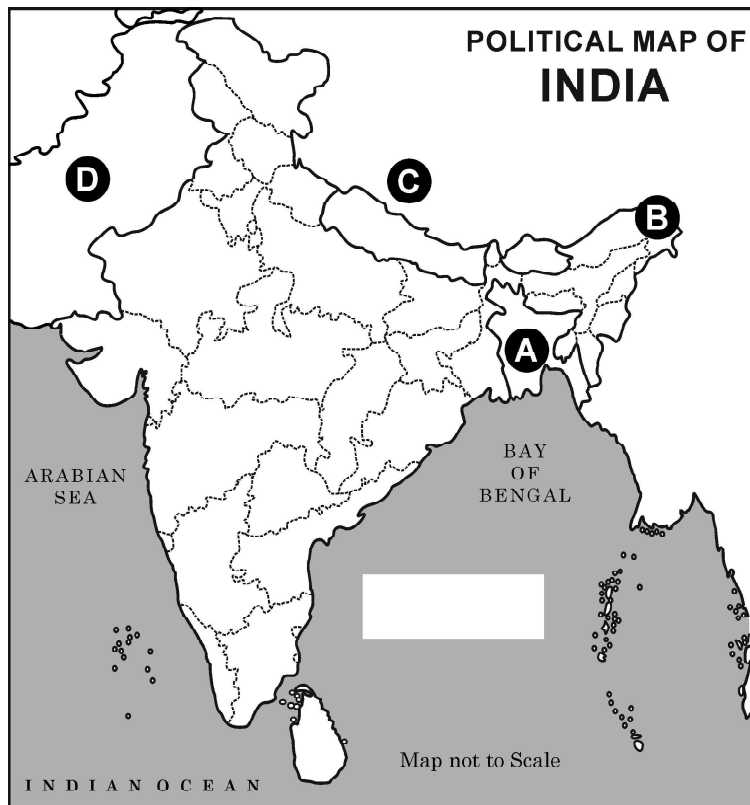 POLITICAL MAP OF
INDIA
D
C
B
A
ARABIAN
SEA
BAY
OF
BENGAL
Map not to Scale
INDIAN OCEAN